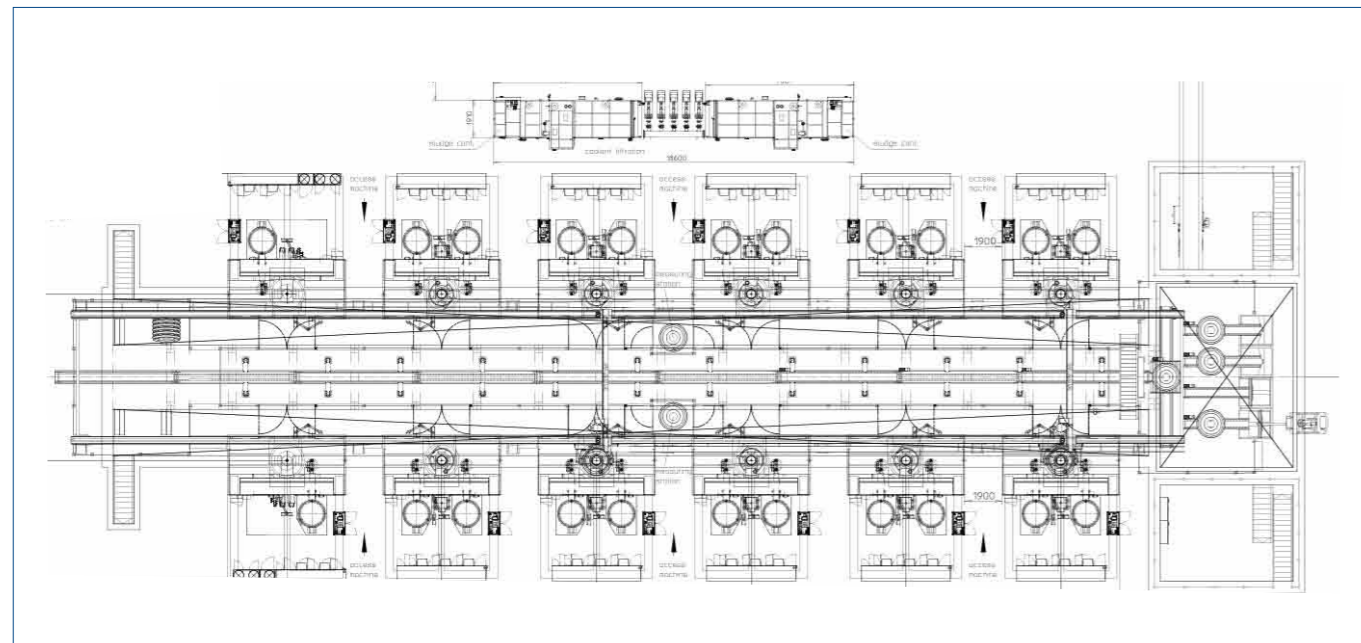 1910
sludge cont.
coolant filtration
sludge cont.
18600
access
machine
access
machine
access
machine
1900
measuring
station
measuring
station
1900
access
machine
access
machine
access
machine